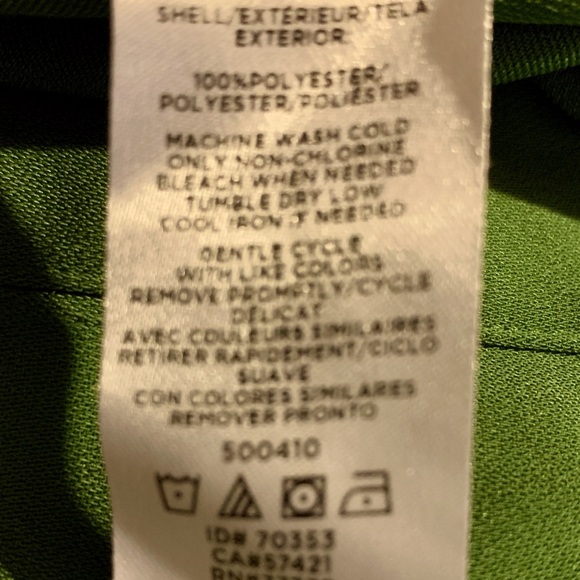 SHELL/EXTÉRIEUR/TELA
EXTERIOR:
100%POLYESTER/
POLYESTER/POLIÉSTER
MACHINE WASH COLD
ONLY NON-CHLORINE
BLEACH WHEN NEEDED
TUMBLE DRY LOW
COOL IRON IF NEEDED
GENTLE CYCLE
WITH LIKE COLORS
REMOVE PROMPTLY/CYCLE
DÉLICAT
AVEC COULEURS SIMILAIRES
RETIRER RAPIDEMENT/CICLO
SUAVE
CON COLORES SIMILARES
REMOVER PRONTO
500410
ID# 70353
CA#57421